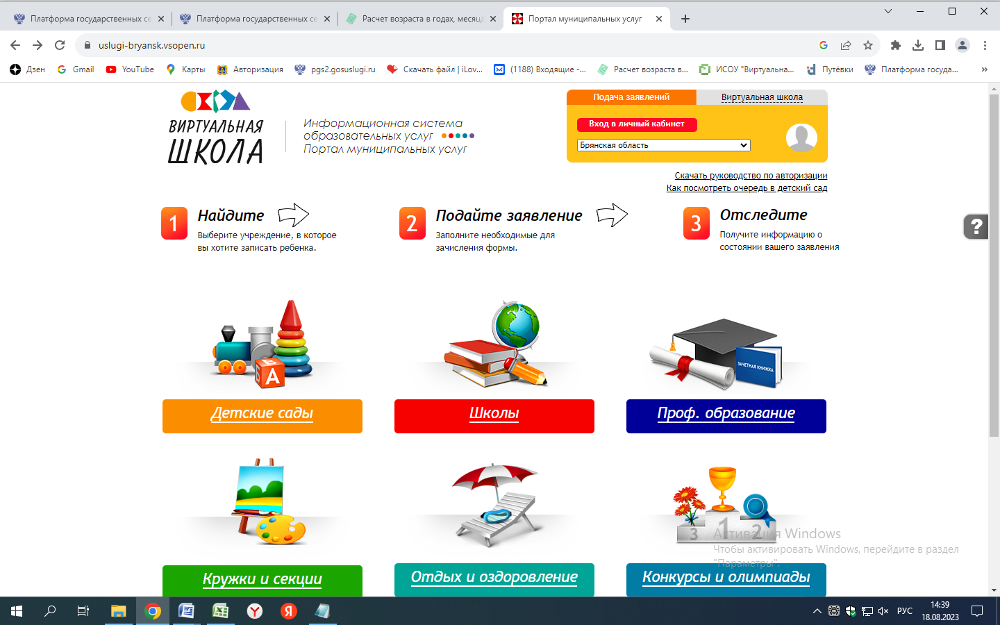 Платформа государственных се
Платформа государственных се
Расчет возраста в годах, месяца
Портал муниципальных услуг
uslugi-bryansk.vsopen.ru
Дзен
Gmail
YouTube
Карты
Авторизация
pgs2.gosuslugi.ru
Скачать файл | iLov...
(1188) Входящие -...
Расчет возраста в...
ИСОУ "Виртуальна...
Путёвки
Платформа госуда...
ВИРТУАЛЬНАЯ
ШКОЛА
Информационная система
образовательных услуг
Портал муниципальных услуг
Подача заявлений
Виртуальная школа
Вход в личный кабинет
Брянская область
Скачать руководство по авторизации
Как посмотреть очередь в детский сад
1
Найдите
Выберите учреждение, в которое
вы хотите записать ребенка.
2
Подайте заявление
Заполните необходимые для
зачисления формы.
3
Отследите
Получите информацию о
состоянии вашего заявления
?
Б
В
А
ЗАЧЕТНАЯ КНИЖКА
Детские сады
Школы
Проф. образование
3
1
2
Активация Windows
Чтобы активировать Windows, перейдите в раздел
"Параметры".
Кружки и секции
Отдых и оздоровление
Конкурсы и олимпиады
РУС
14:39
18.08.2023